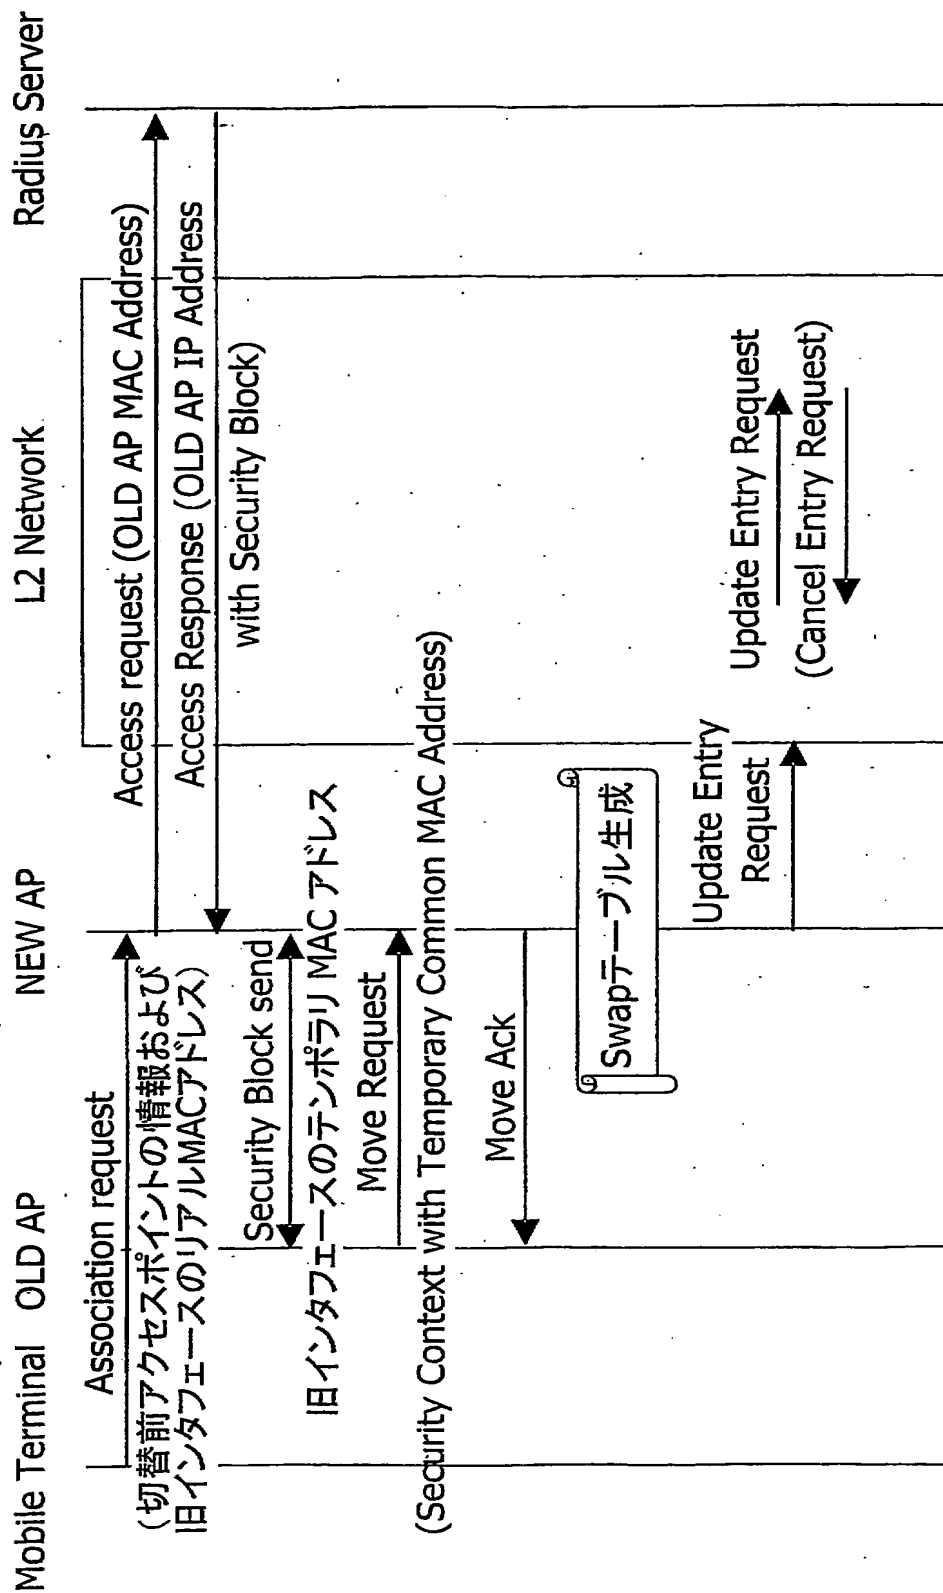 Mobile Terminal
OLD AP
NEW AP
L2 Network
Radius Server
Association request
(切替前アクセスポイントの情報および
旧インタフェースのリアルMACアドレス)
Access request (OLD AP MAC Address)
Access Response (OLD AP IP Address
with Security Block)
Security Block send
旧インタフェースのテンポラリ MAC アドレス
Move Request
(Security Context with Temporary Common MAC Address)
Move Ack
Swapテーブル生成
Update Entry
Request
Update Entry Request
(Cancel Entry Request)